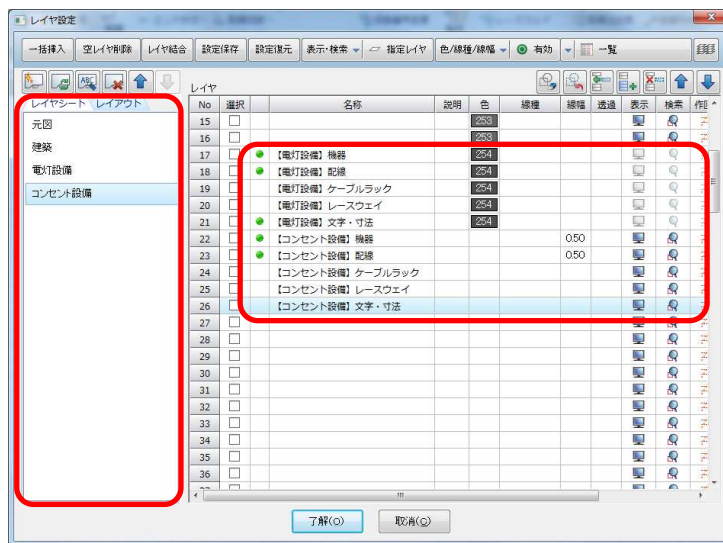 レイヤ設定
一括挿入 空レイヤ削除 レイヤ結合 設定保存 設定復元 表示・検索 指定レイヤ 色/線種/線幅 有効 一覧
レイヤシート レイアウト
元図
建築
電灯設備
コンセント設備
レイヤ
No 選択 名称 説明 色 線種 線幅 透過 表示 検索
15 253
16 253
17 【電灯設備】機器 254
18 【電灯設備】配線 254
19 【電灯設備】ケーブルラック 254
20 【電灯設備】レースウェイ 254
21 【電灯設備】文字・寸法 254
22 【コンセント設備】機器 0.50
23 【コンセント設備】配線 0.50
24 【コンセント設備】ケーブルラック
25 【コンセント設備】レースウェイ
26 【コンセント設備】文字・寸法
27
28
29
30
31
32
33
34
35
36
了解(O) 取消(C)